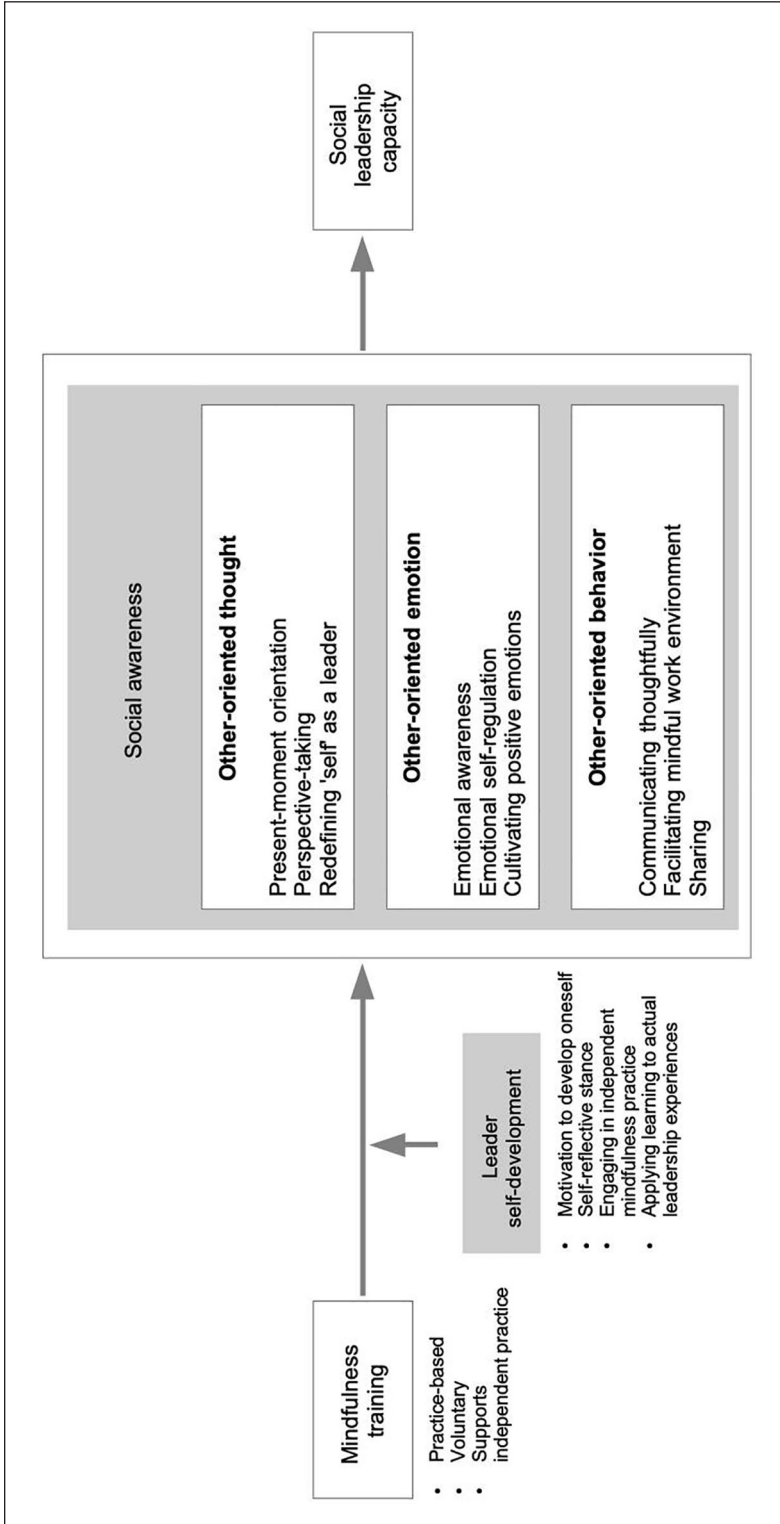 Mindfulness
training
• Practice-based
• Voluntary
• Supports
independent practice
Leader
self-development
• Motivation to develop oneself
• Self-reflective stance
• Engaging in independent
mindfulness practice
• Applying learning to actual
leadership experiences
Social awareness
Other-oriented thought
Present-moment orientation
Perspective-taking
Redefining 'self' as a leader
Other-oriented emotion
Emotional awareness
Emotional self-regulation
Cultivating positive emotions
Other-oriented behavior
Communicating thoughtfully
Facilitating mindful work environment
Sharing
Social
leadership
capacity